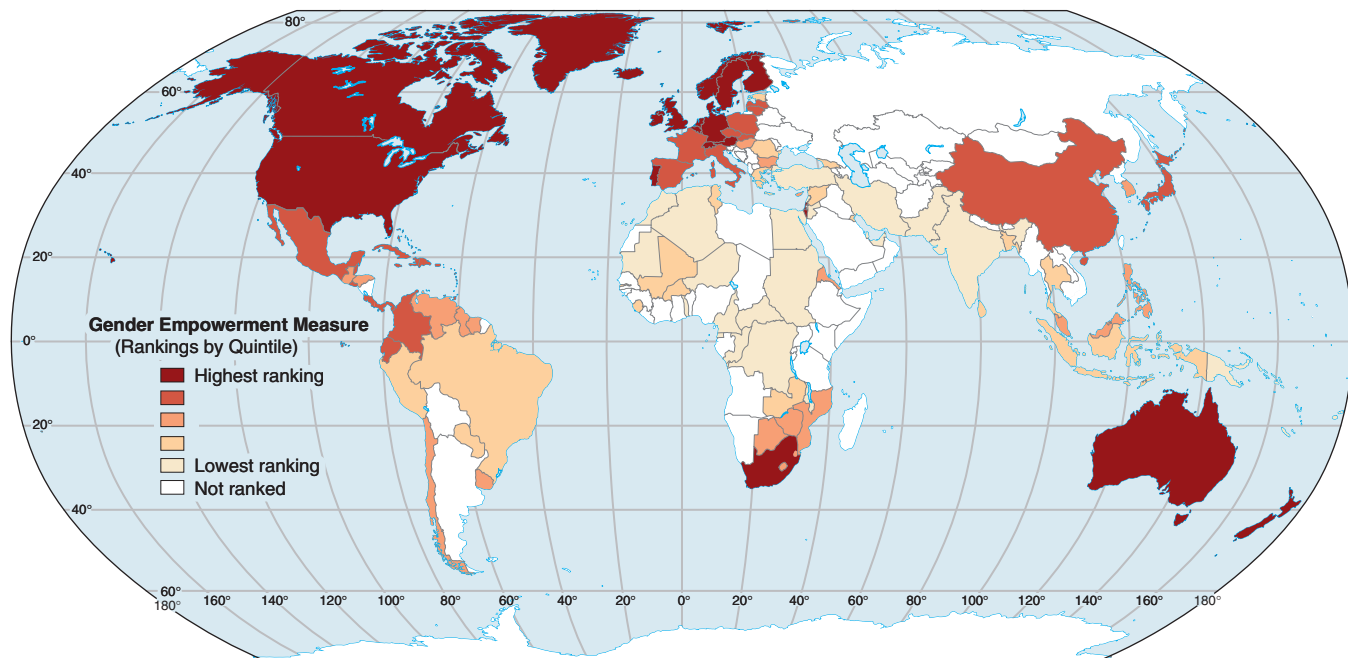 80°
60°
40°
20°
Gender Empowerment Measure
(Rankings by Quintile)
0°
Highest ranking
20°
Lowest ranking
Not ranked
40°
60°
180° 160° 140° 120° 100° 80° 60° 40° 20° 0° 20° 40° 60° 80° 100° 120° 140° 160° 180°